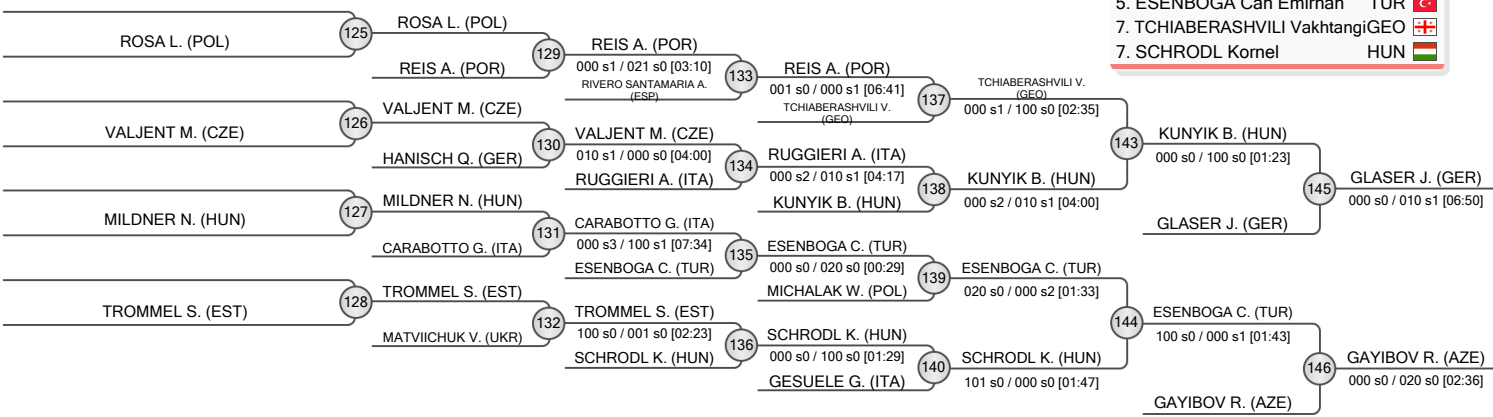 5. ESENBOGA Can Emirhan TUR
7. TCHIABERASHVILI Vakhtangi GEO
7. SCHRODL Kornel HUN
ROSA L. (POL)
125
ROSA L. (POL)
REIS A. (POR)
129
REIS A. (POR)
000 s1 / 021 s0 [03:10]
RIVERO SANTAMARIA A.
(ESP)
133
REIS A. (POR)
001 s0 / 000 s1 [06:41]
TCHIABERASHVILI V.
(GEO)
137
TCHIABERASHVILI V.
(GEO)
000 s1 / 100 s0 [02:35]
VALJENT M. (CZE)
126
VALJENT M. (CZE)
HANISCH Q. (GER)
130
VALJENT M. (CZE)
010 s1 / 000 s0 [04:00]
RUGGIERI A. (ITA)
134
RUGGIERI A. (ITA)
000 s2 / 010 s1 [04:17]
KUNYIK B. (HUN)
138
KUNYIK B. (HUN)
000 s2 / 010 s1 [04:00]
143
KUNYIK B. (HUN)
000 s0 / 100 s0 [01:23]
GLASER J. (GER)
145
GLASER J. (GER)
000 s0 / 010 s1 [06:50]
MILDNER N. (HUN)
127
MILDNER N. (HUN)
CARABOTTO G. (ITA)
131
CARABOTTO G. (ITA)
000 s3 / 100 s1 [07:34]
ESENBOGA C. (TUR)
135
ESENBOGA C. (TUR)
000 s0 / 020 s0 [00:29]
MICHALAK W. (POL)
139
ESENBOGA C. (TUR)
020 s0 / 000 s2 [01:33]
TROMMEL S. (EST)
128
TROMMEL S. (EST)
MATVIICHUK V. (UKR)
132
TROMMEL S. (EST)
100 s0 / 001 s0 [02:23]
SCHRODL K. (HUN)
136
SCHRODL K. (HUN)
000 s0 / 100 s0 [01:29]
GESUELE G. (ITA)
140
SCHRODL K. (HUN)
101 s0 / 000 s0 [01:47]
144
ESENBOGA C. (TUR)
100 s0 / 000 s1 [01:43]
GAYIBOV R. (AZE)
146
GAYIBOV R. (AZE)
000 s0 / 020 s0 [02:36]